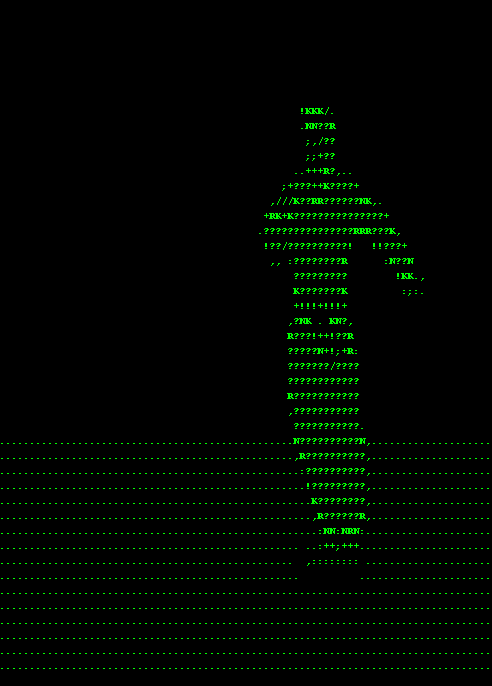 !KKK/.
.NN??R
;,/??
;;+??
..+++R?,..
;+???++K????+
,///K??RR??????NK,.
+RK+K???????????????+
.???????????????RRR???K,
!??/???????????!   !!???+
,, :????????R      :N??N
?????????        !KK.,
K???????K         :;:.
+!!!+!!!+
,?NK . KN?,
R???!++!??R
?????N+!;+R:
???????/????
????????????
R???????????
,???????????
???????????.
.................................................N??????????N,....................
.................................................,R??????????,....................
..................................................:??????????,....................
...................................................!?????????,....................
....................................................K????????,....................
....................................................,R??????R,....................
.....................................................:NN:NRN:.....................
.................................................. ..:++;+++......................
.................................................  ,:::::::: .....................
..................................................          ......................
..................................................................................
..................................................................................
..................................................................................
..................................................................................
..................................................................................
..................................................................................